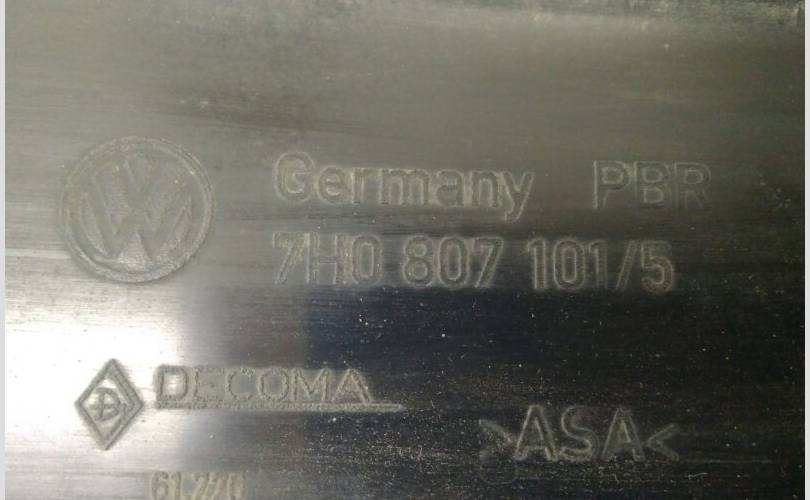 Germany PBR
7H0 807 101/5
DECOMA
>ASA<